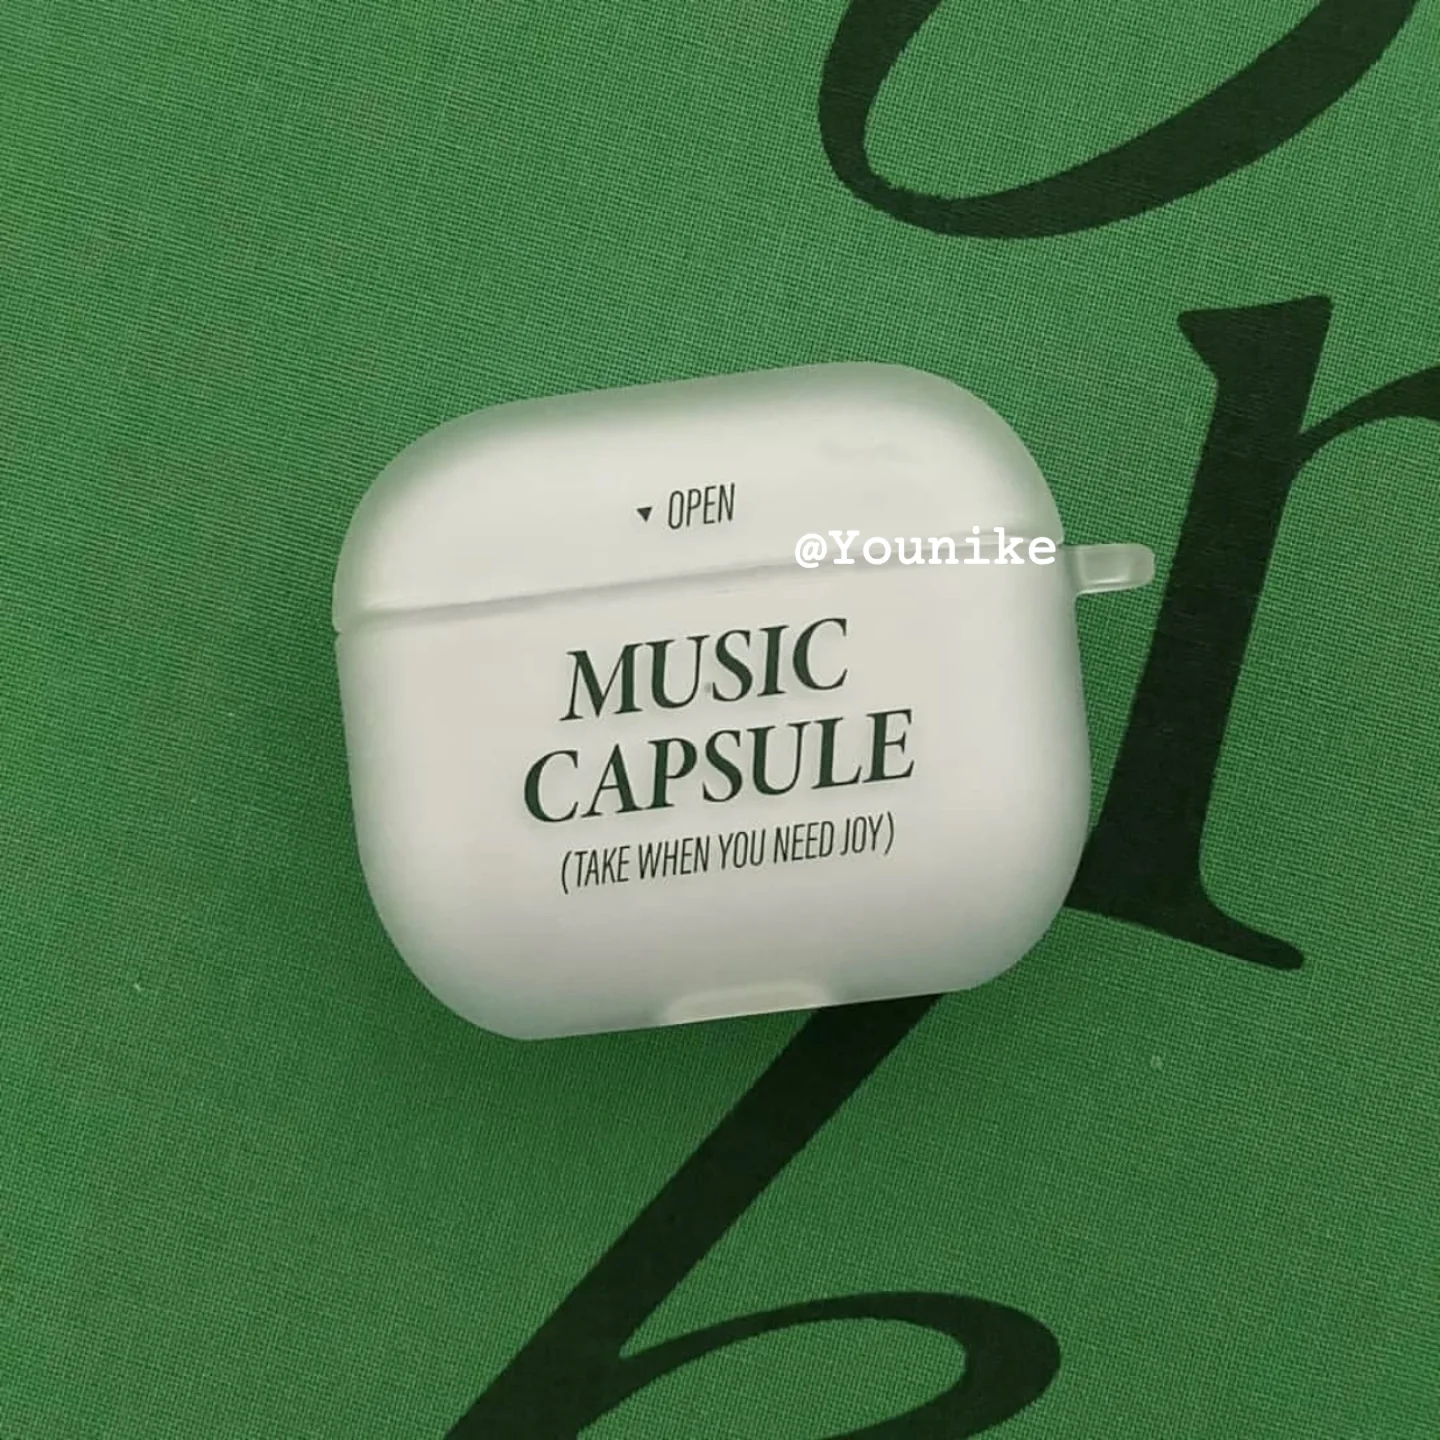 ▼ OPEN
@Younike
MUSIC
CAPSULE
(TAKE WHEN YOU NEED JOY)